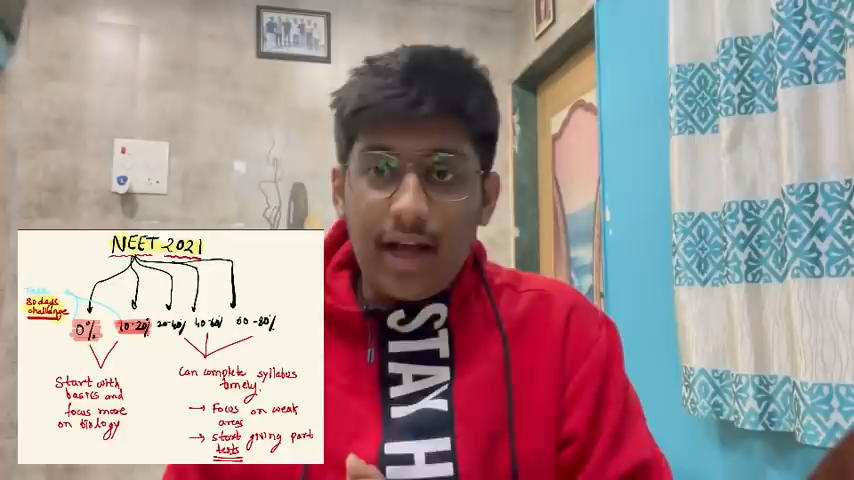 NEET-2021
80 days
challenge
0% 10-20% 20-40% 40-60% 60-80%
Start with
basics and
focus more
on biology
Can complete syllabus
timely.
→ Focus on weak
areas
→ start giving part
tests
STAY H